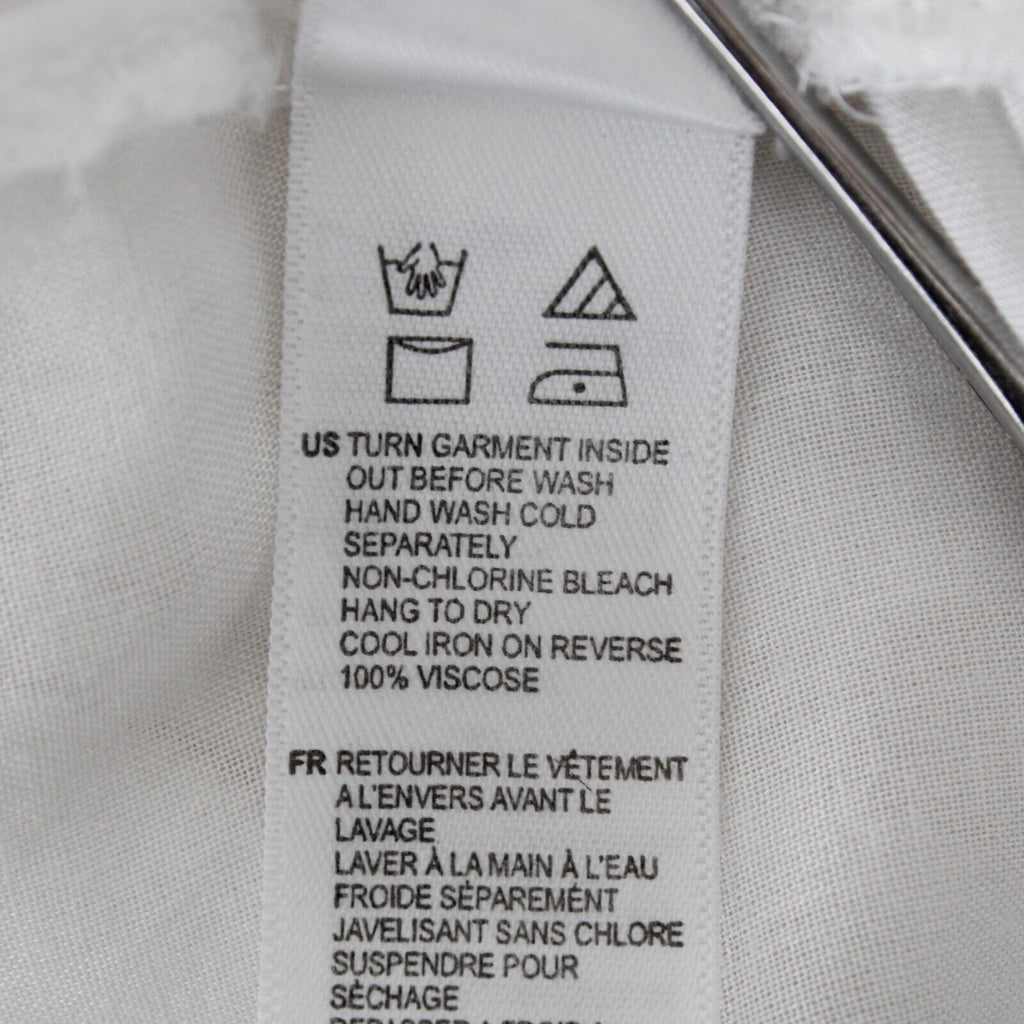 US TURN GARMENT INSIDE
OUT BEFORE WASH
HAND WASH COLD
SEPARATELY
NON-CHLORINE BLEACH
HANG TO DRY
COOL IRON ON REVERSE
100% VISCOSE
FR RETOURNER LE VÉTEMENT
A L'ENVERS AVANT LE
LAVAGE
LAVER À LA MAIN À L'EAU
FROIDE SÉPARÉMENT
JAVELISANT SANS CHLORE
SUSPENDRE POUR
SÉCHAGE